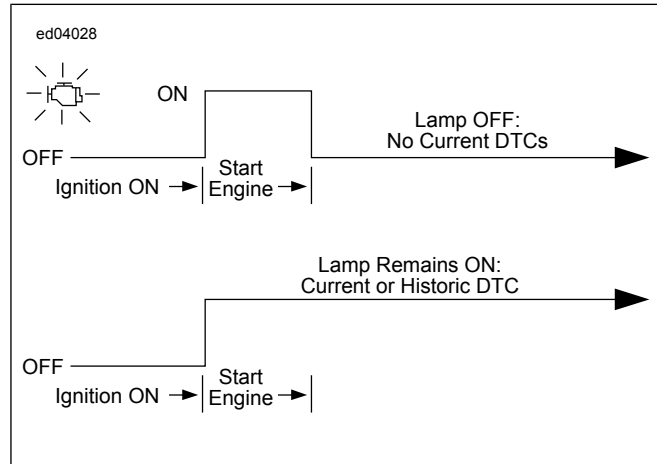 ed04028
ON
Lamp OFF:
No Current DTCs
OFF
Start
Ignition ON
Engine
Lamp Remains ON:
Current or Historic DTC
OFF
Start
Ignition ON
Engine